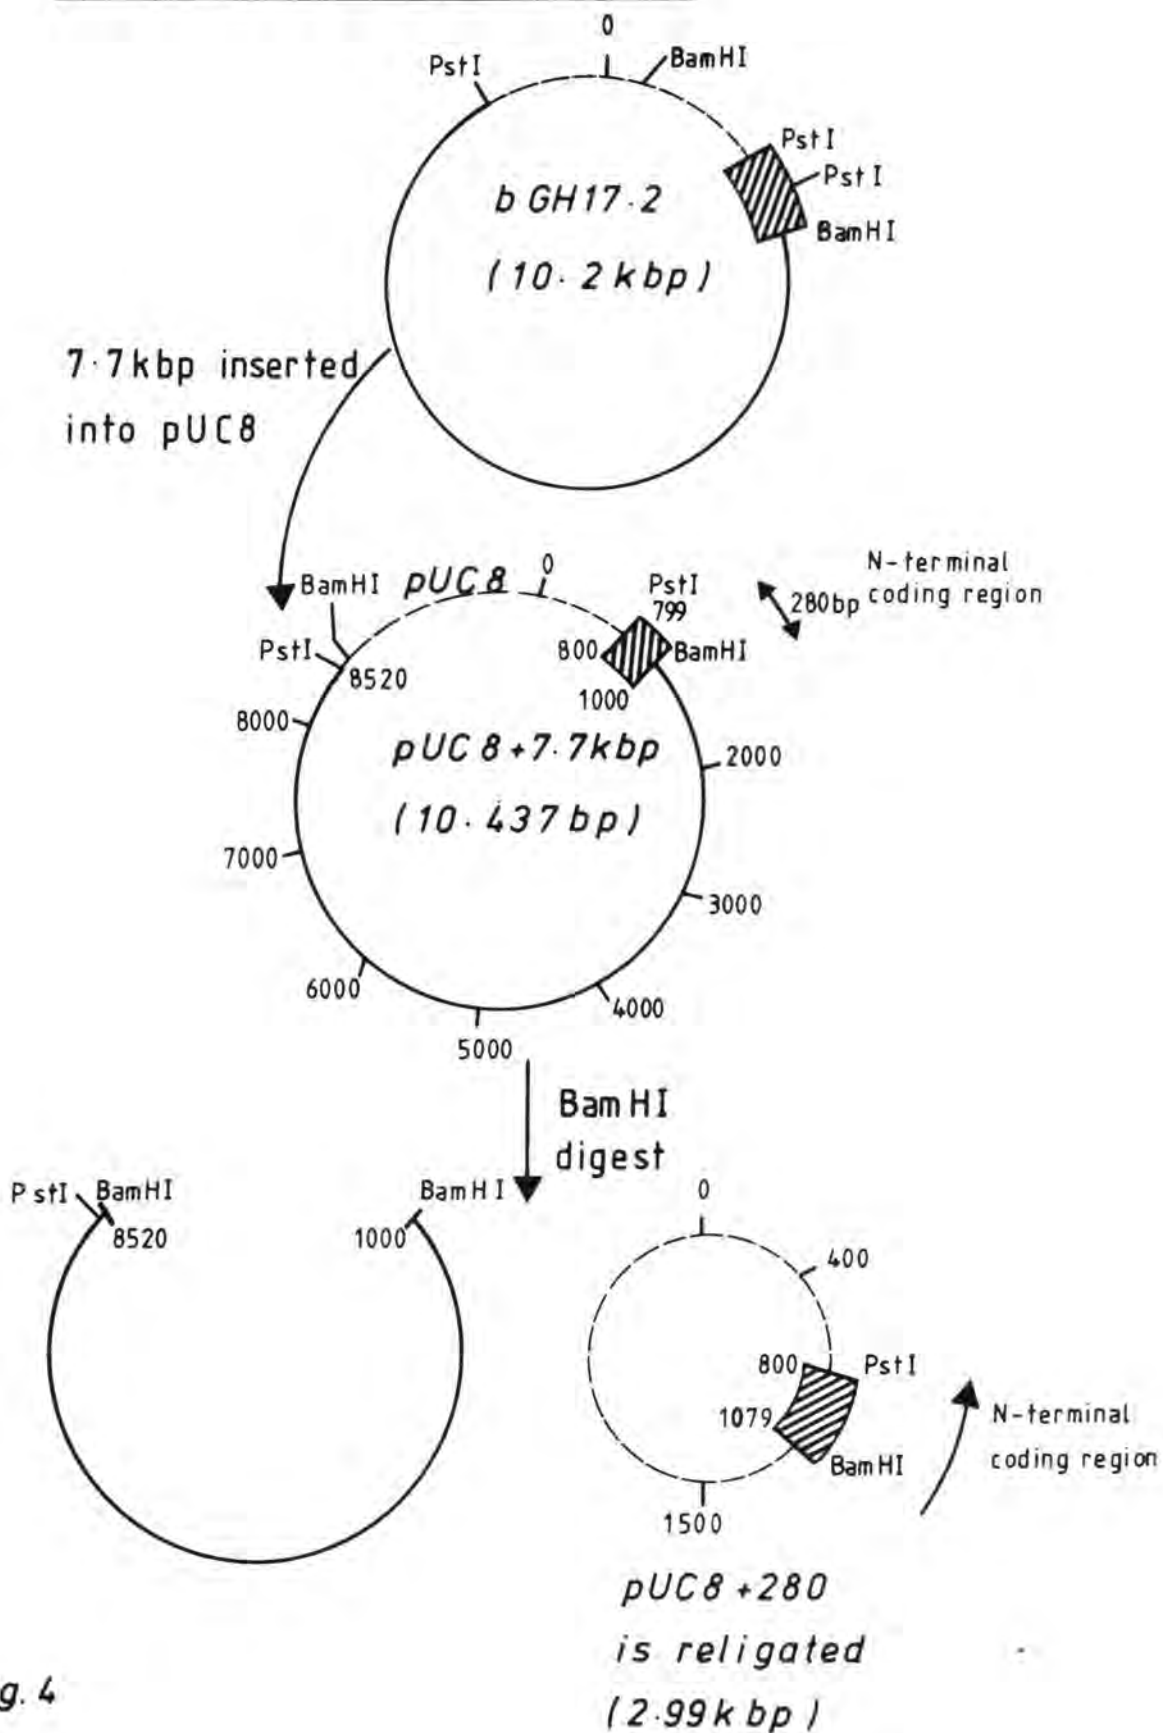 0
PstI
BamHI
PstI
PstI
BamHI
bGH17.2
(10.2kbp)
7.7kbp inserted
into pUC8
BamHI
pUC8
0
PstI
799
280bp
N-terminal
coding region
PstI
8520
800
BamHI
1000
8000
pUC8+7.7kbp
2000
(10.437bp)
7000
3000
6000
4000
5000
BamHI
digest
PstI
BamHI
8520
BamHI
1000
0
400
800
PstI
1079
BamHI
N-terminal
coding region
1500
pUC8+280
is religated
(2.99kbp)
g. 4